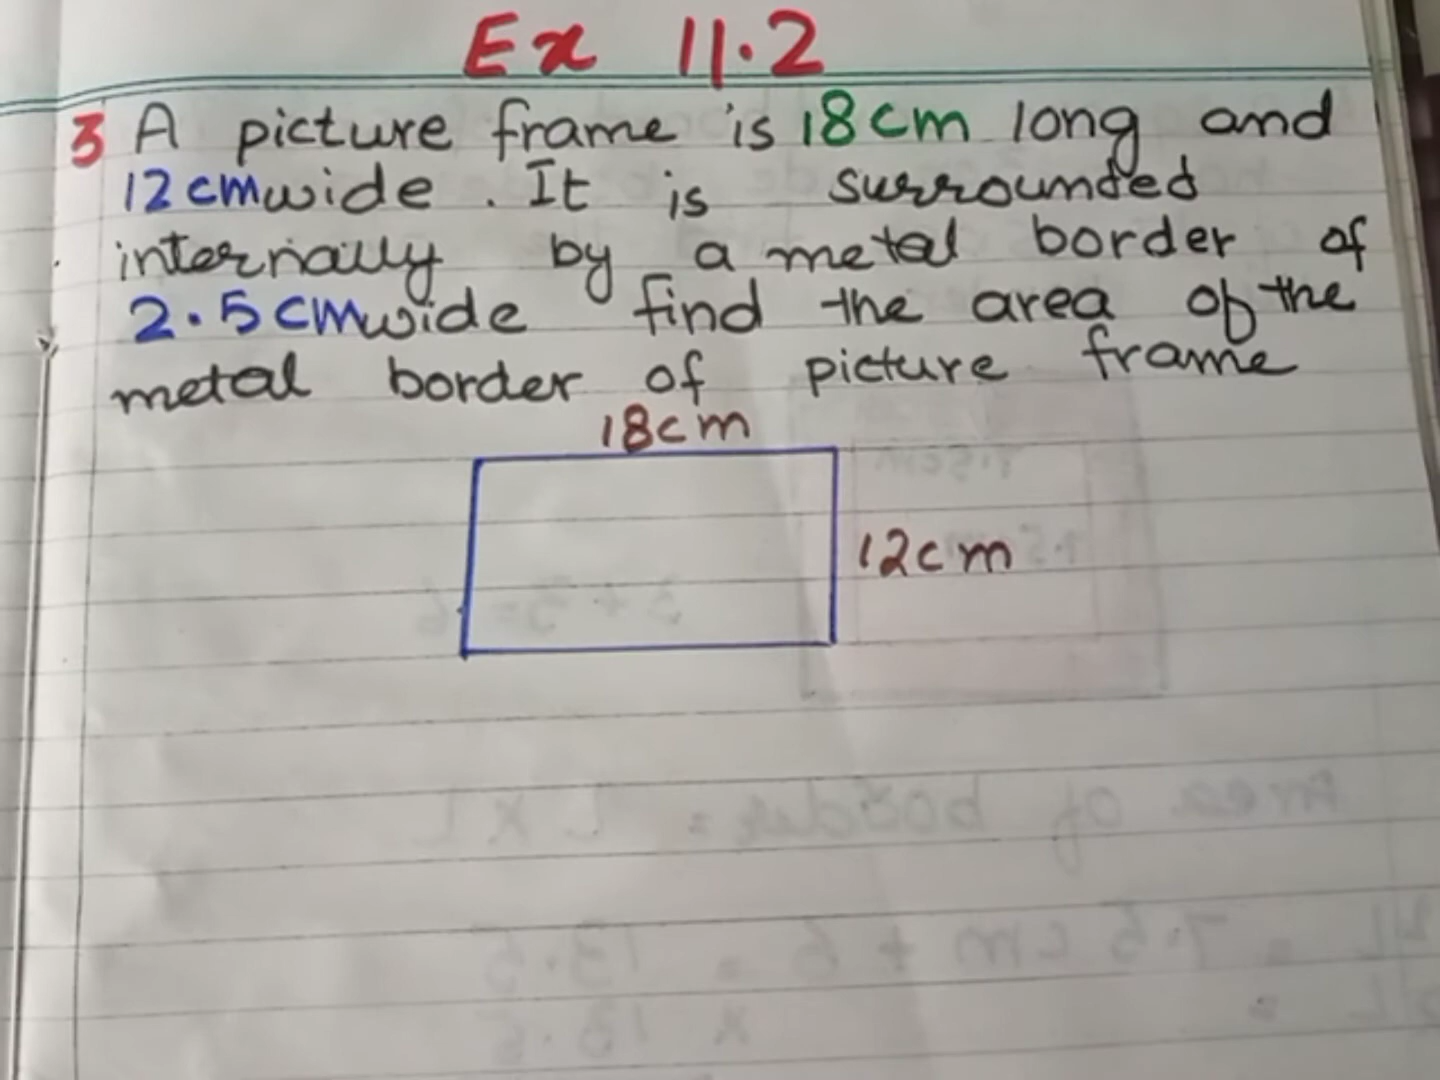 Ex 11.2
3 A picture frame is 18cm long and
12cm wide. It is surrounded
internally by a metal border of
2.5cm wide find the area of the
metal border of picture frame
18cm
12cm